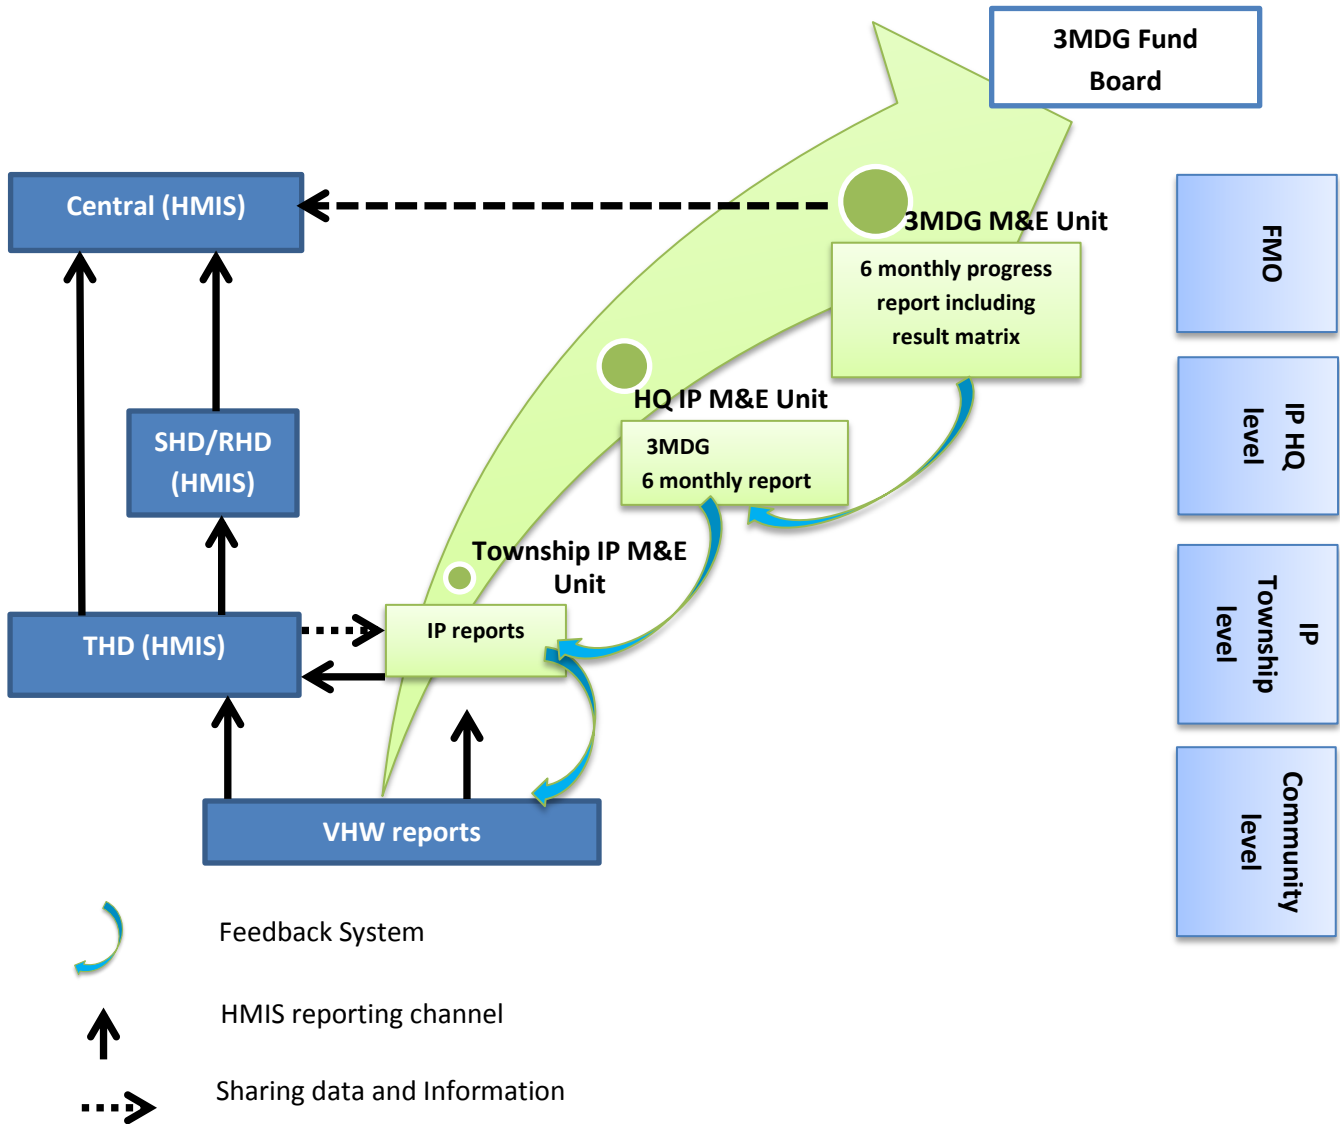 3MDG Fund
Board
Central (HMIS)
3MDG M&E Unit
6 monthly progress
report including
result matrix
FMO
HQ IP M&E Unit
3MDG
6 monthly report
IP HQ
level
SHD/RHD
(HMIS)
Township IP M&E
Unit
IP reports
THD (HMIS)
IP
Township
level
VHW reports
Community
level
Feedback System
HMIS reporting channel
Sharing data and Information